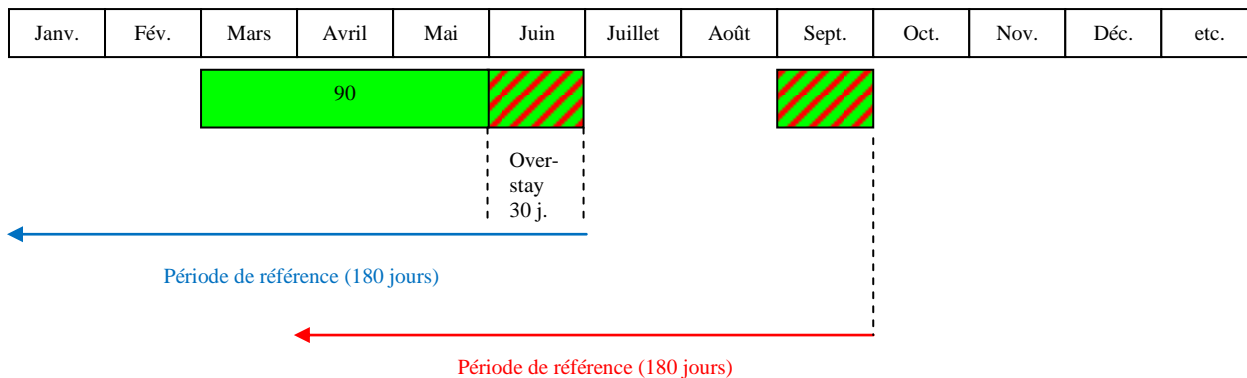 Janv. Fév. Mars Avril Mai Juin Juillet Août Sept. Oct. Nov. Déc. etc.
90
Over-
stay
30 j.
Période de référence (180 jours)
Période de référence (180 jours)